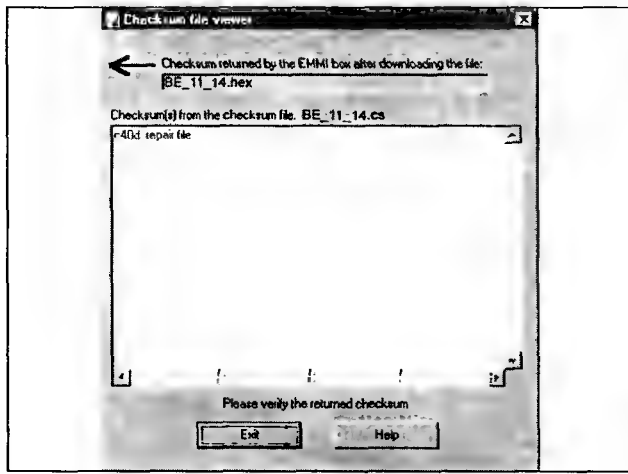 Checksum file viewer
Checksum returned by the EMMI box after downloading the file:
BE_11_14.hex
Checksum(s) from the checksum file. BE_11_14.cs
c40d repair file
Please verify the returned checksum
Exit
Help